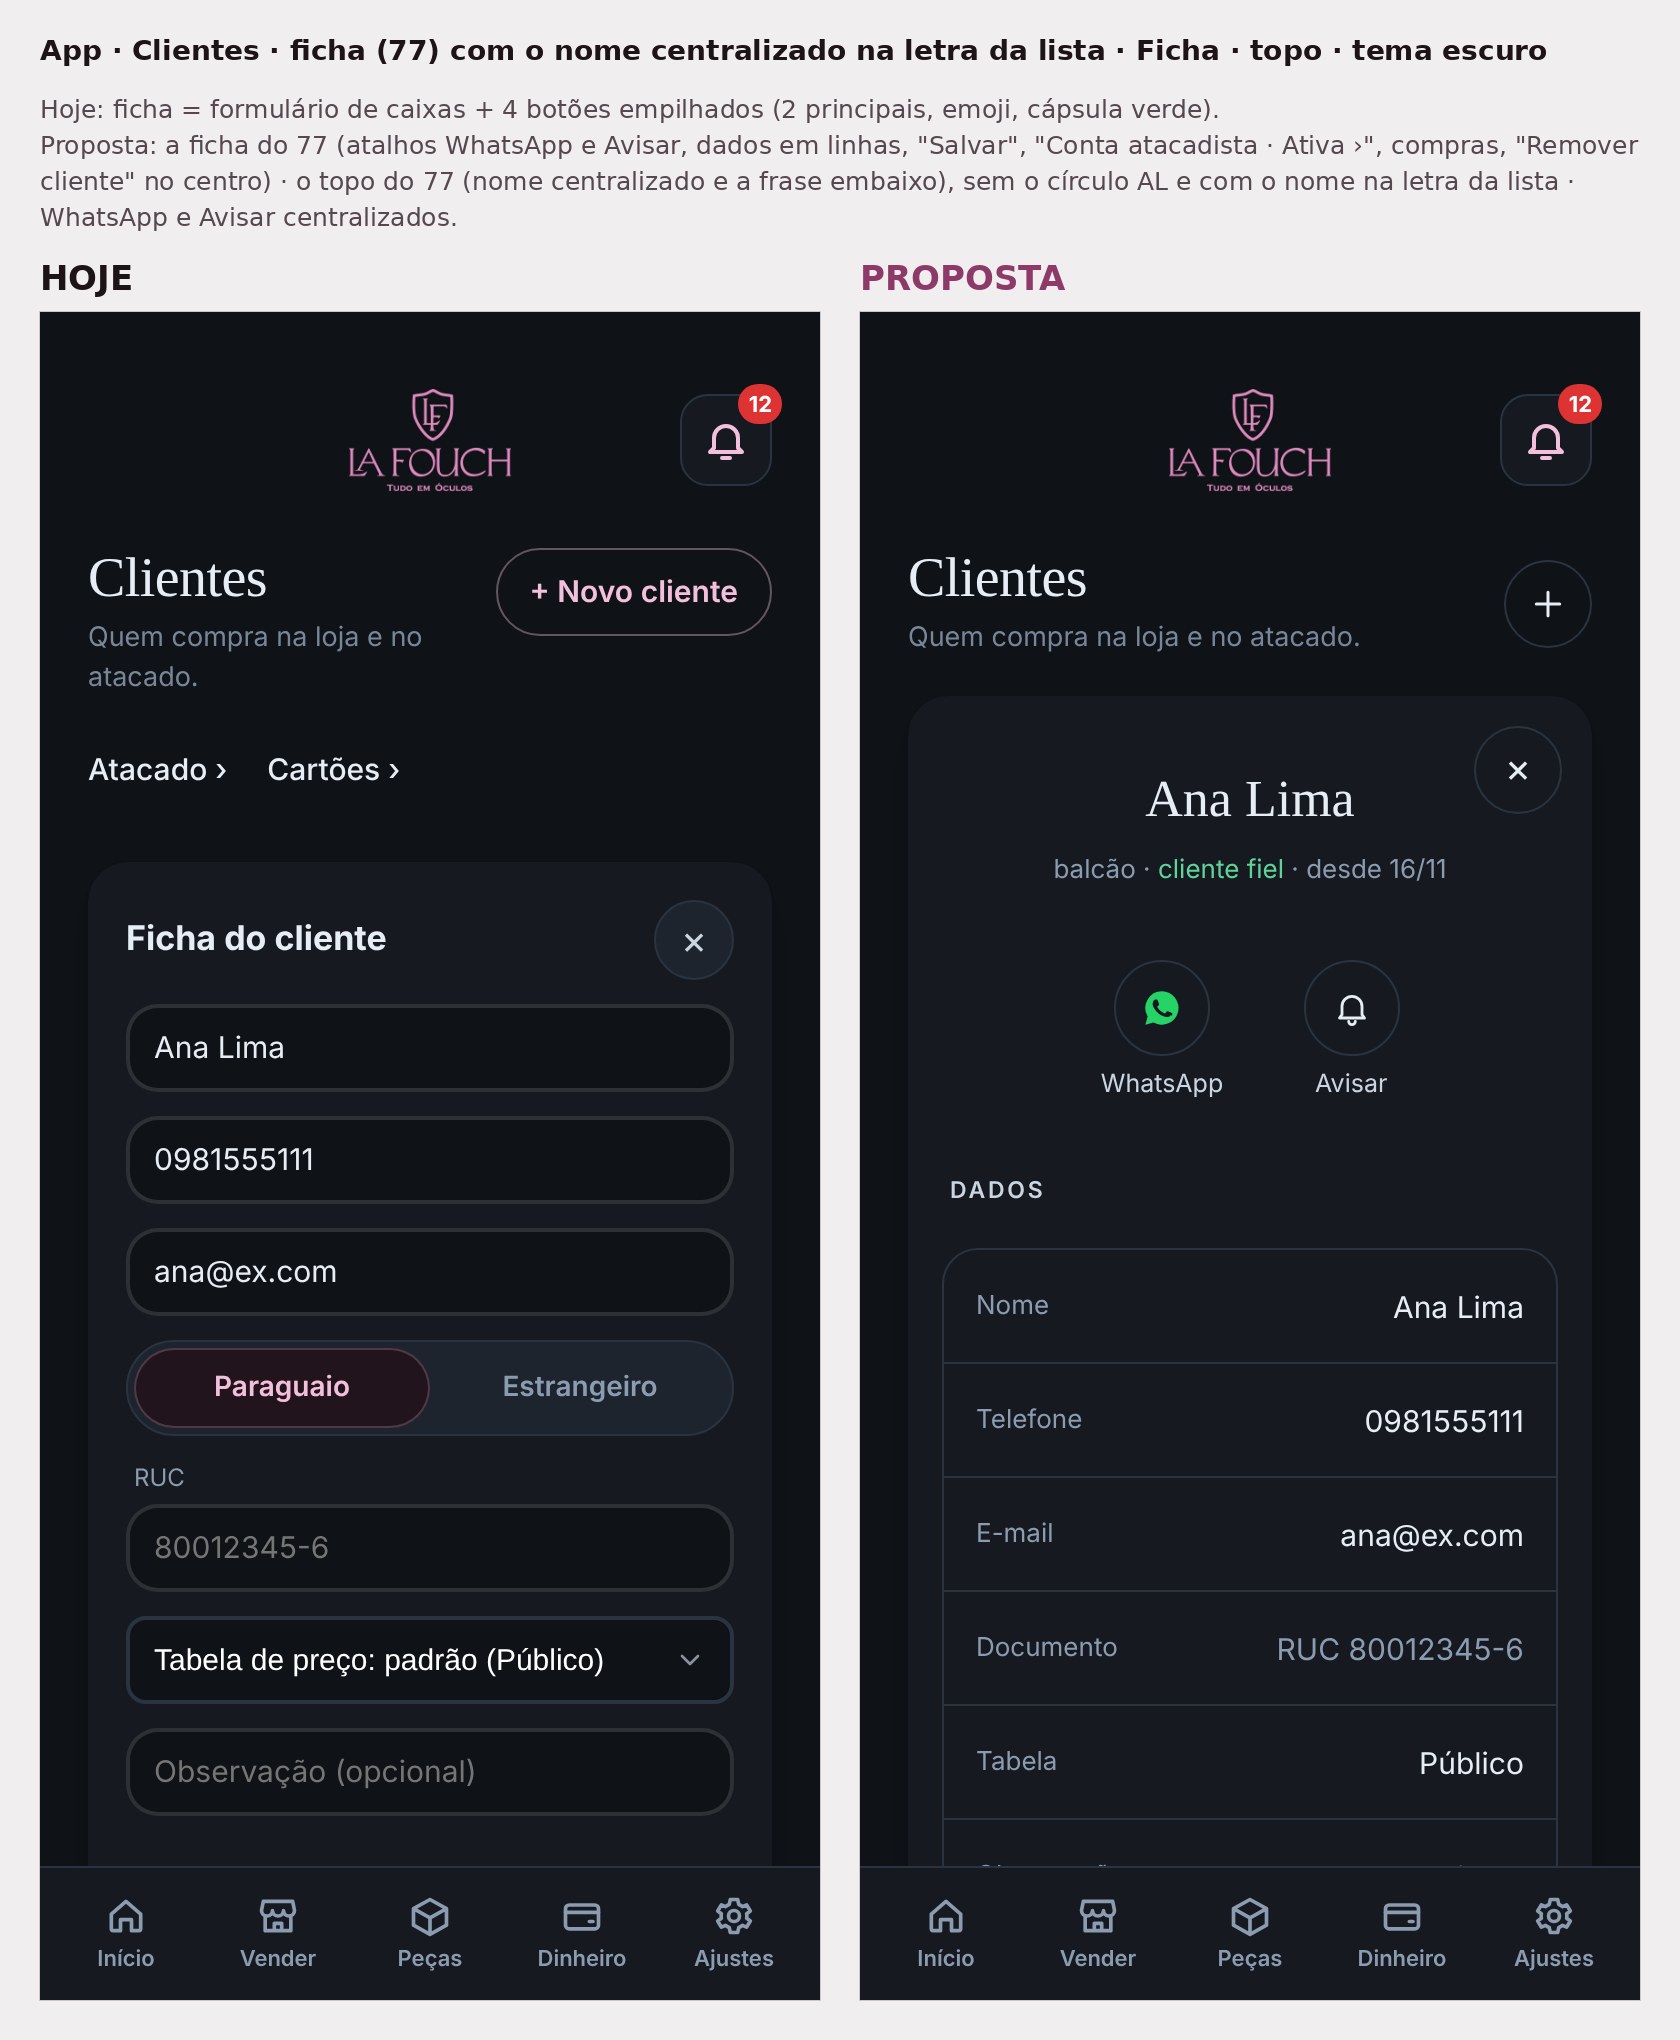 App · Clientes · ficha (77) com o nome centralizado na letra da lista · Ficha · topo · tema escuro
Hoje: ficha = formulário de caixas + 4 botões empilhados (2 principais, emoji, cápsula verde).
Proposta: a ficha do 77 (atalhos WhatsApp e Avisar, dados em linhas, "Salvar", "Conta atacadista · Ativa ›", compras, "Remover
cliente" no centro) · o topo do 77 (nome centralizado e a frase embaixo), sem o círculo AL e com o nome na letra da lista ·
WhatsApp e Avisar centralizados.
HOJE
LF
LA FOUCH
TUDO EM ÓCULOS
12
Clientes
+ Novo cliente
Quem compra na loja e no
atacado.
Atacado ›
Cartões ›
Ficha do cliente
Ana Lima
0981555111
ana@ex.com
Paraguaio
Estrangeiro
RUC
80012345-6
Tabela de preço: padrão (Público)
Observação (opcional)
Início
Vender
Peças
Dinheiro
Ajustes
PROPOSTA
LF
LA FOUCH
TUDO EM ÓCULOS
12
Clientes
Quem compra na loja e no atacado.
Ana Lima
balcão · cliente fiel · desde 16/11
WhatsApp
Avisar
DADOS
Nome
Ana Lima
Telefone
0981555111
E-mail
ana@ex.com
Documento
RUC 80012345-6
Tabela
Público
Início
Vender
Peças
Dinheiro
Ajustes